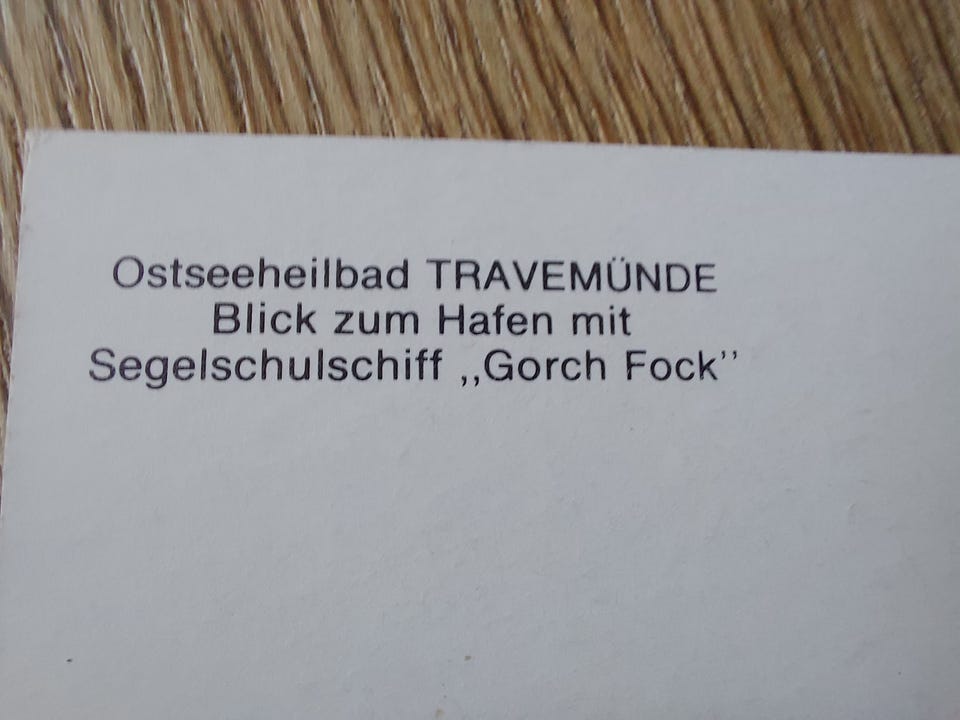 Ostseeheilbad TRAVEMÜNDE
Blick zum Hafen mit
Segelschulschiff ,,Gorch Fock’’